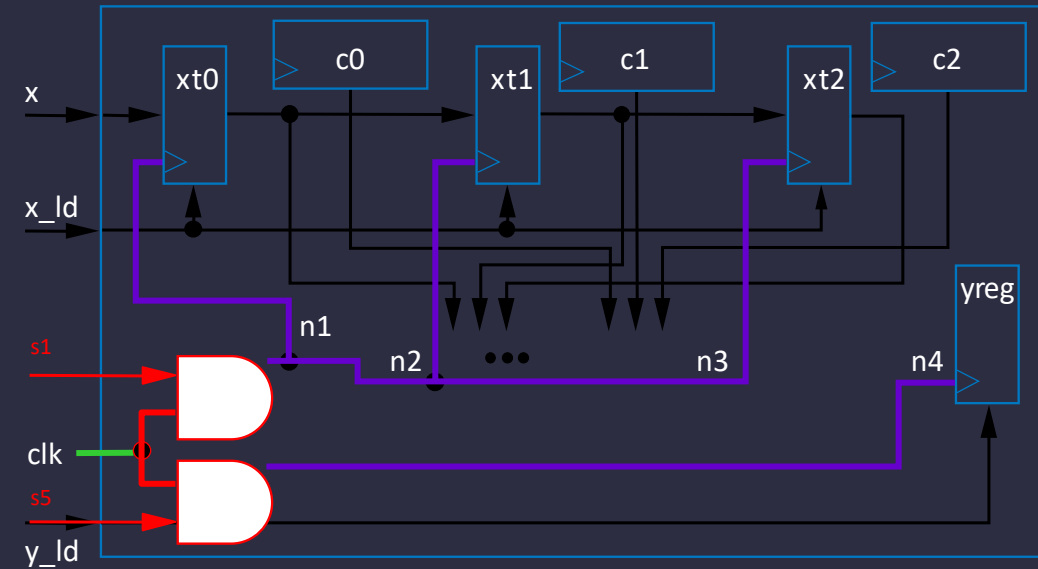 c0
c1
c2
xt0
xt1
xt2
x
x_ld
yreg
n1
s1
n2
n3
n4
clk
s5
y_ld